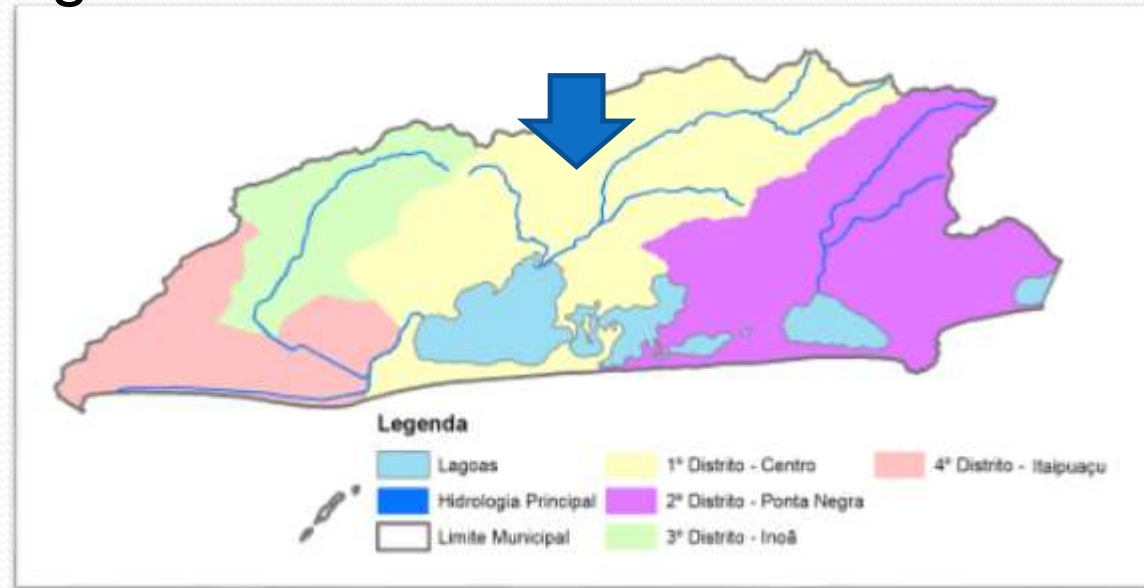 Legenda
Lagoas
Hidrologia Principal
Limite Municipal
1º Distrito - Centro
2º Distrito - Ponta Negra
3º Distrito - Inoã
4º Distrito - Itaipuaçu